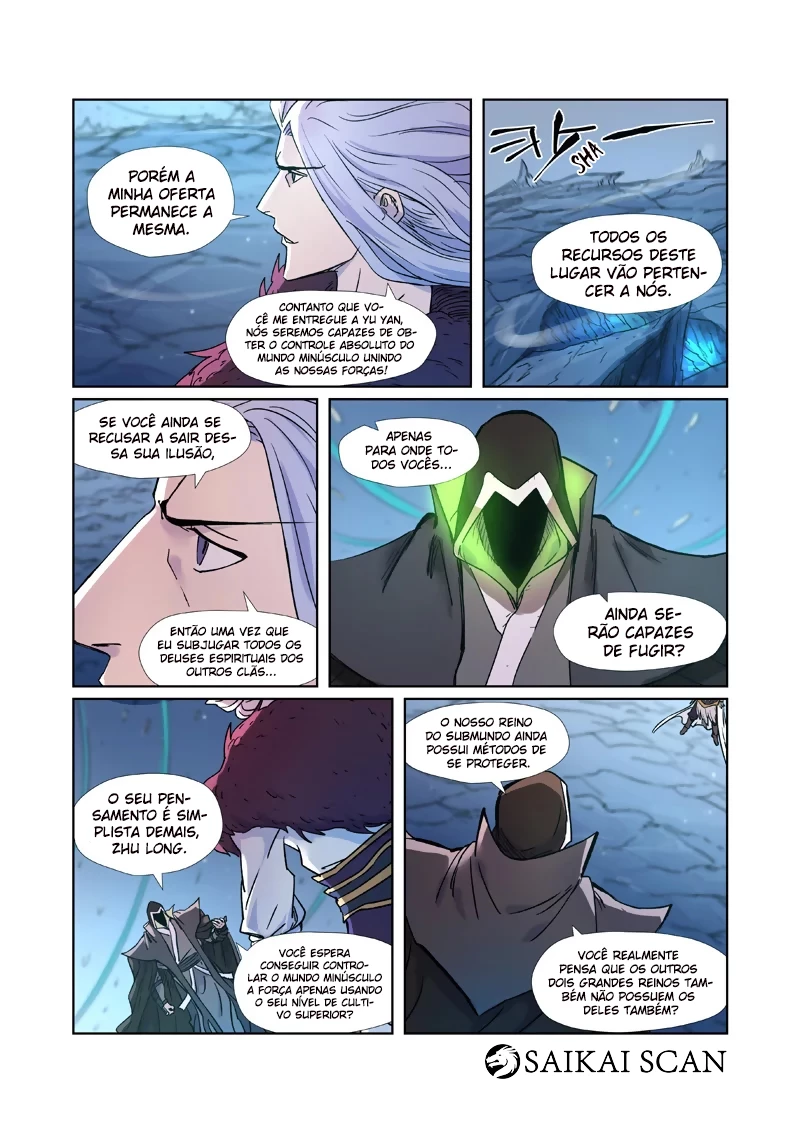 PORÉM A
MINHA OFERTA
PERMANECE A
MESMA.
CONTANTO QUE VO-
CÊ ME ENTREGUE A YU YAN,
NÓS SEREMOS CAPAZES DE OB-
TER O CONTROLE ABSOLUTO DO
MUNDO MINÚSCULO UNINDO
AS NOSSAS FORÇAS!
SHA
TODOS OS
RECURSOS DESTE
LUGAR VÃO PERTEN-
CER A NÓS.
SE VOCÊ AINDA SE
RECUSAR A SAIR DES-
SA SUA ILUSÃO,
ENTÃO UMA VEZ QUE
EU SUBJUGAR TODOS OS
DEUSES ESPIRITUAIS DOS
OUTROS CLÃS...
APENAS
PARA ONDE TO-
DOS VOCÊS...
AINDA SE-
RÃO CAPAZES
DE FUGIR?
O SEU PEN-
SAMENTO É SIM-
PLISTA DEMAIS,
ZHU LONG.
VOCÊ ESPERA
CONSEGUIR CONTRO-
LAR O MUNDO MINÚSCULO
A FORÇA APENAS USANDO
O SEU NÍVEL DE CULTI-
VO SUPERIOR?
O NOSSO REINO
DO SUBMUNDO AINDA
POSSUI MÉTODOS DE
SE PROTEGER.
VOCÊ REALMENTE
PENSA QUE OS OUTROS
DOIS GRANDES REINOS TAM-
BÉM NÃO POSSUEM OS
DELES TAMBÉM?
SAIKAI SCAN